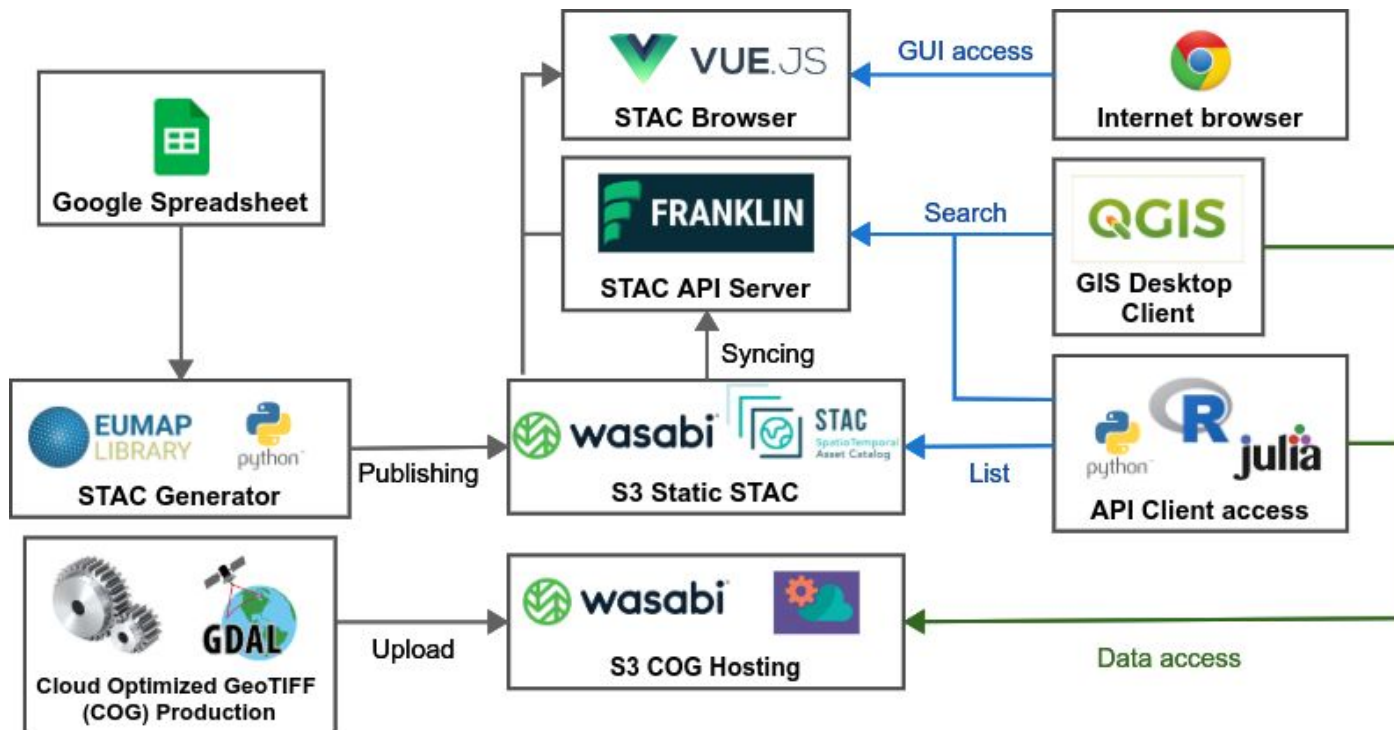 VUE.JS
STAC Browser
GUI access
Internet browser
Google Spreadsheet
FRANKLIN
STAC API Server
Search
QGIS
GIS Desktop
Client
Syncing
EUMAP
LIBRARY
python
STAC Generator
Publishing
wasabi
STAC
SpatioTemporal
Asset Catalog
S3 Static STAC
List
python
R
julia
API Client access
GDAL
Cloud Optimized GeoTIFF
(COG) Production
Upload
wasabi
S3 COG Hosting
Data access